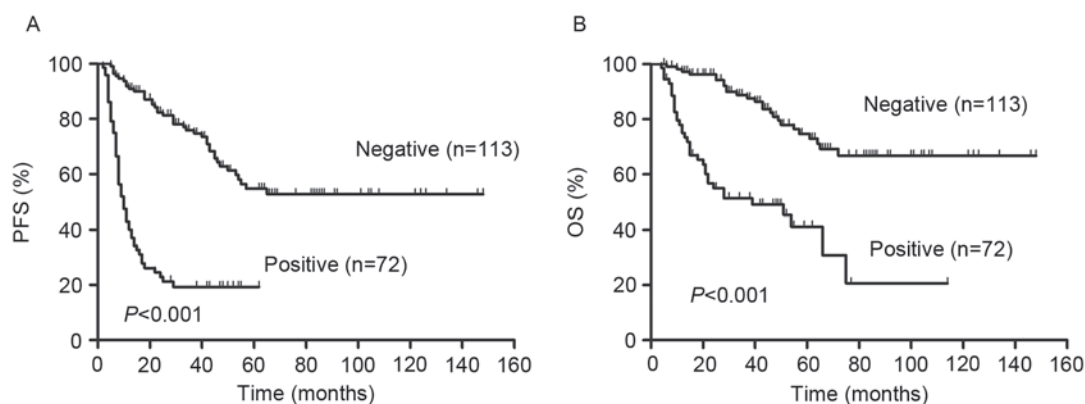 A
PFS (%)
100
80
60
40
20
0
Negative (n=113)
Positive (n=72)
P<0.001
0 20 40 60 80 100 120 140 160
Time (months)
B
OS (%)
100
80
60
40
20
0
Negative (n=113)
Positive (n=72)
P<0.001
0 20 40 60 80 100 120 140 160
Time (months)